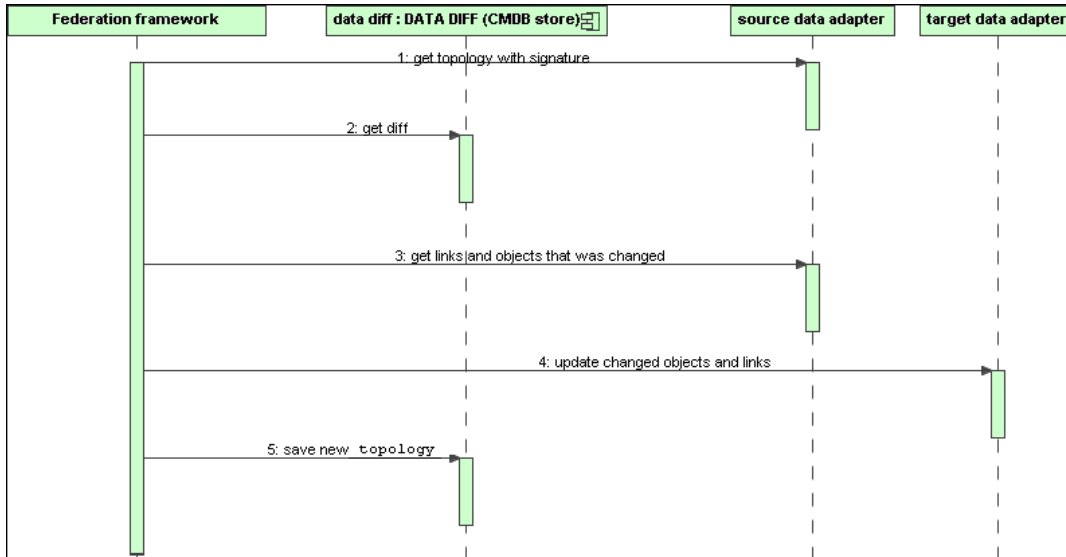 Federation framework
data diff : DATA DIFF (CMDB store)
source data adapter
target data adapter
1: get topology with signature
2: get diff
3: get links and objects that was changed
4: update changed objects and links
5: save new topology